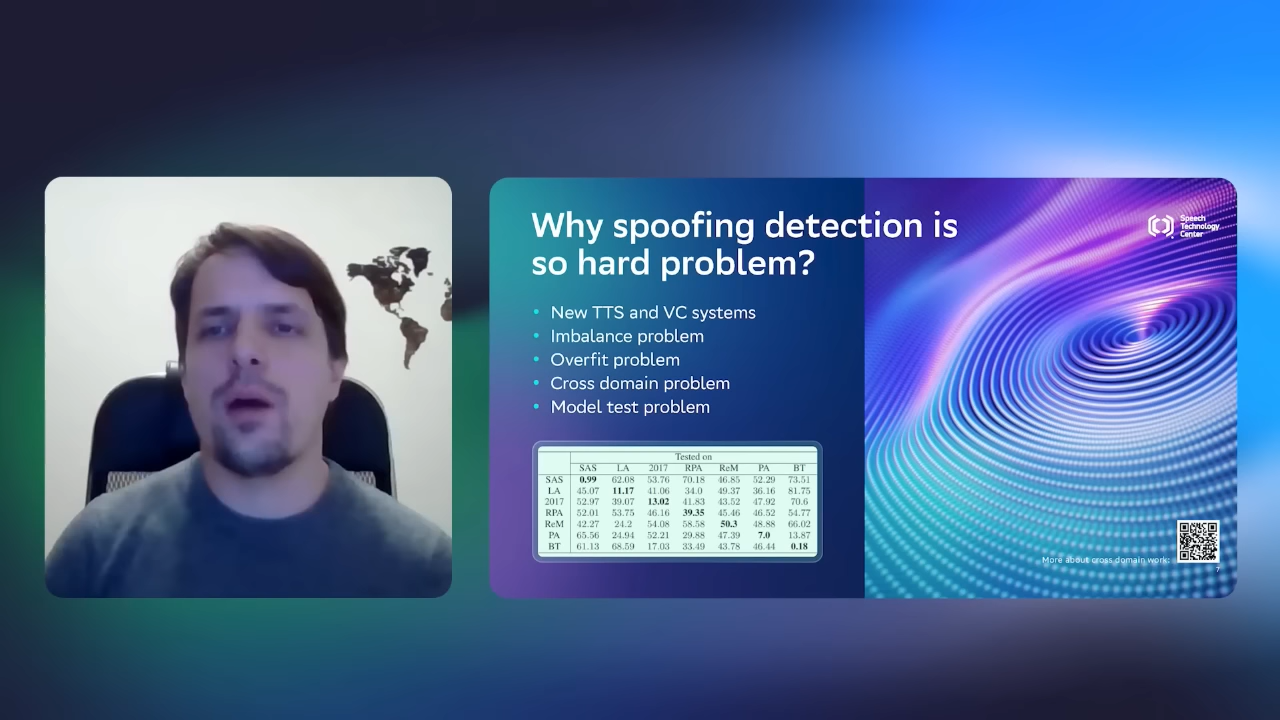 Why spoofing detection is
so hard problem?
Speech
Technology
Center
• New TTS and VC systems
• Imbalance problem
• Overfit problem
• Cross domain problem
• Model test problem
Tested on
SAS LA 2017 RPA ReM PA BT
SAS 0.99 62.08 53.76 70.18 46.85 52.29 73.51
LA 45.07 11.17 41.06 34.0 49.37 36.16 81.75
2017 52.97 39.07 13.02 41.83 43.52 47.92 70.6
RPA 52.01 53.75 46.16 39.35 45.46 46.52 54.77
ReM 42.27 24.2 54.08 58.58 50.3 48.88 66.02
PA 65.56 24.94 52.21 29.88 47.39 7.0 13.87
BT 61.13 68.59 17.03 33.49 43.78 46.44 0.18
More about cross domain work:
7